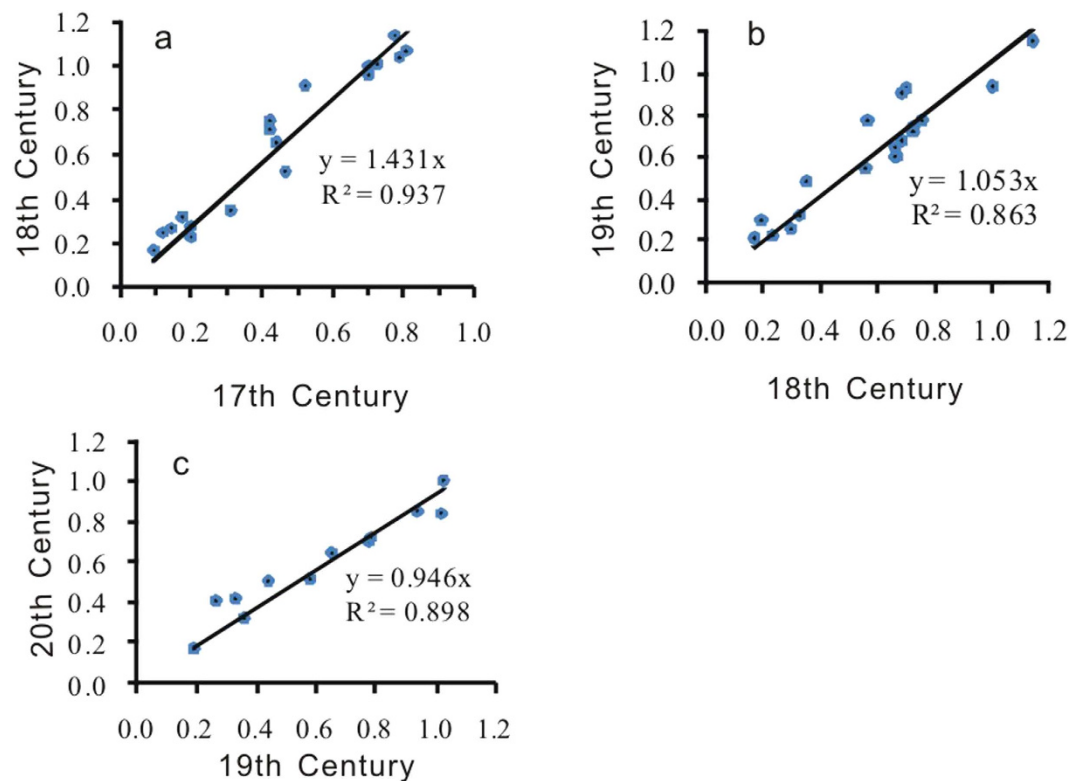 a
18th Century
1.2
1.0
0.8
0.6
0.4
0.2
0.0
y = 1.431x
R² = 0.937
0.0 0.2 0.4 0.6 0.8 1.0
17th Century
b
19th Century
1.2
1.0
0.8
0.6
0.4
0.2
0.0
y = 1.053x
R² = 0.863
0.0 0.2 0.4 0.6 0.8 1.0 1.2
18th Century
c
20th Century
1.2
1.0
0.8
0.6
0.4
0.2
0.0
y = 0.946x
R² = 0.898
0.0 0.2 0.4 0.6 0.8 1.0 1.2
19th Century